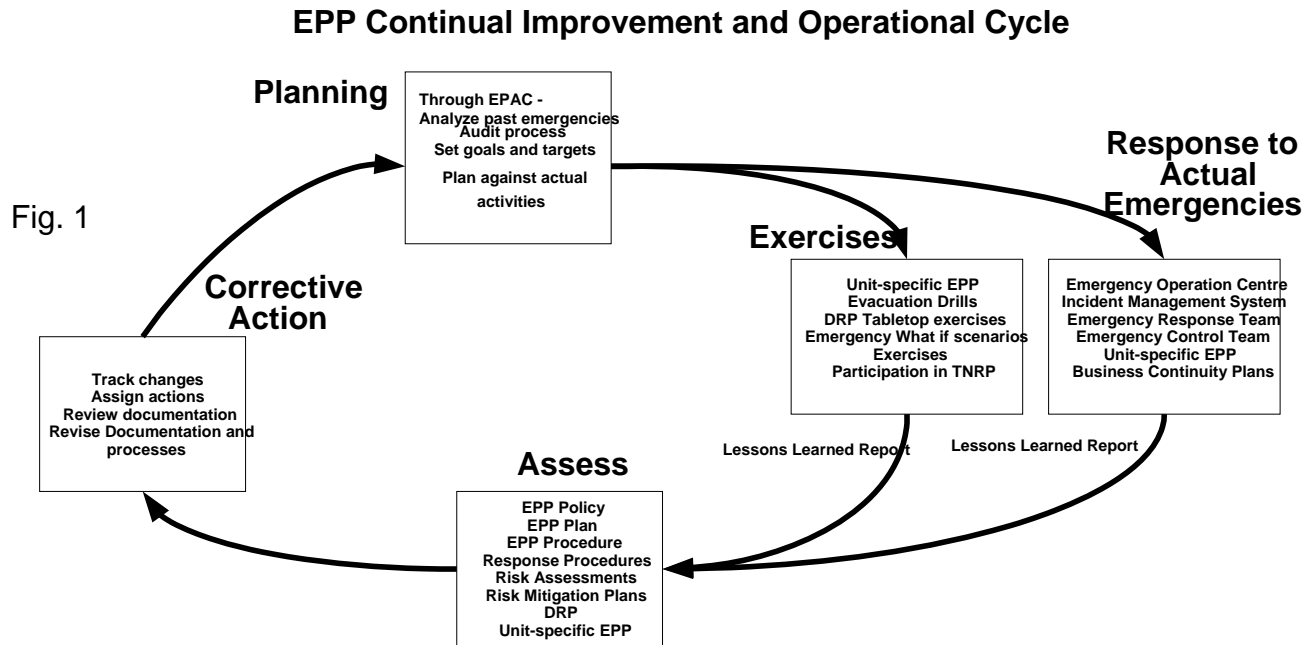 EPP Continual Improvement and Operational Cycle
Planning
Through EPAC -
Analyze past emergencies
Audit process
Set goals and targets
Plan against actual
activities
Response to
Actual
Emergencies
Fig. 1
Exercises
Unit-specific EPP
Evacuation Drills
DRP Tabletop exercises
Emergency What if scenarios
Exercises
Participation in TNRP
Emergency Operation Centre
Incident Management System
Emergency Response Team
Emergency Control Team
Unit-specific EPP
Business Continuity Plans
Corrective
Action
Track changes
Assign actions
Review documentation
Revise Documentation and
processes
Lessons Learned Report
Lessons Learned Report
Assess
EPP Policy
EPP Plan
EPP Procedure
Response Procedures
Risk Assessments
Risk Mitigation Plans
DRP
Unit-specific EPP